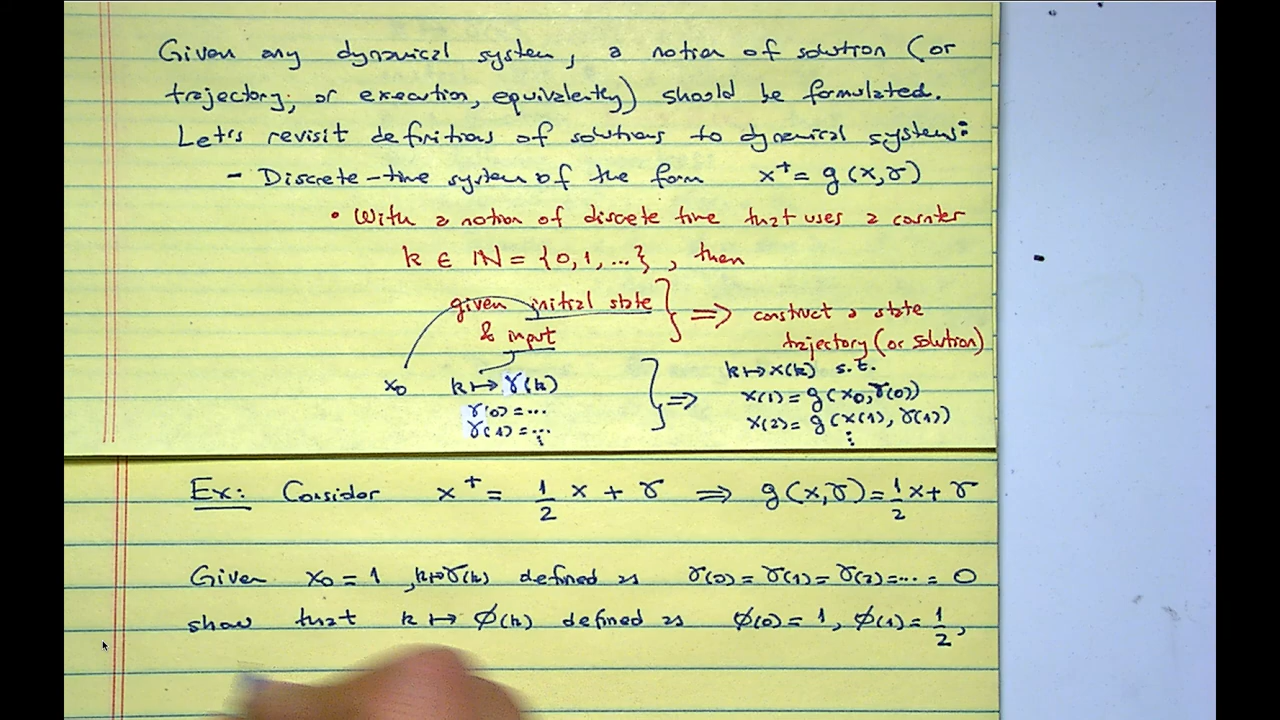 Given any dynamical system, a notion of solution (or
trajectory, or execution, equivalently) should be formulated.
Let's revisit definitions of solutions to dynamical systems:
- Discrete-time system of the form x⁺ = g(x,γ)
• With a notion of discrete time that uses a counter
k ∈ ℕ = {0,1,...}, then
given initial state } ⇒ construct a state
& input trajectory (or solution)
x₀ k ↦ γ(k) } ⇒ k ↦ x(k) s.t.
γ(0) = ... x(1) = g(x₀,γ(0))
γ(1) = ... x(2) = g(x(1),γ(1))
⋮ ⋮
Ex: Consider x⁺ = 1/2 x + γ ⇒ g(x,γ) = 1/2 x + γ
Given x₀ = 1, k↦γ(k) defined as γ(0) = γ(1) = γ(2) = ... = 0
show that k ↦ φ(k) defined as φ(0) = 1, φ(1) = 1/2,